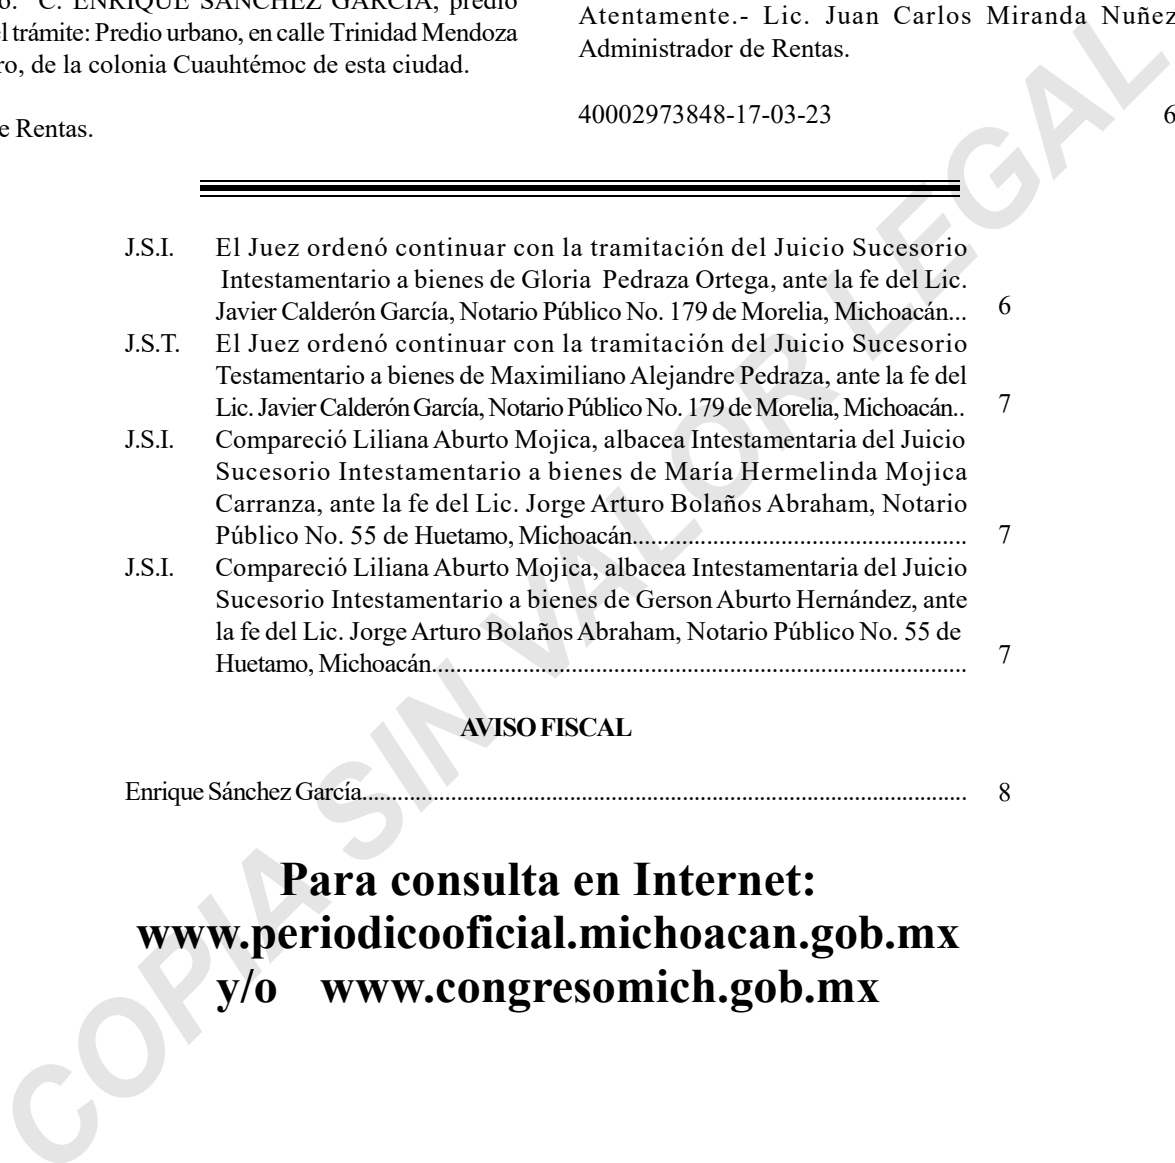 o. C. ENRIQUE SÁNCHEZ GARCÍA, predio
el trámite: Predio urbano, en calle Trinidad Mendoza
ro, de la colonia Cuauhtémoc de esta ciudad.
e Rentas.
Atentamente.- Lic. Juan Carlos Miranda Nuñez
Administrador de Rentas.
40002973848-17-03-23 6
J.S.I. El Juez ordenó continuar con la tramitación del Juicio Sucesorio
Intestamentario a bienes de Gloria Pedraza Ortega, ante la fe del Lic.
Javier Calderón García, Notario Público No. 179 de Morelia, Michoacán... 6
J.S.T. El Juez ordenó continuar con la tramitación del Juicio Sucesorio
Testamentario a bienes de Maximiliano Alejandre Pedraza, ante la fe del
Lic. Javier Calderón García, Notario Público No. 179 de Morelia, Michoacán.. 7
J.S.I. Compareció Liliana Aburto Mojica, albacea Intestamentaria del Juicio
Sucesorio Intestamentario a bienes de María Hermelinda Mojica
Carranza, ante la fe del Lic. Jorge Arturo Bolaños Abraham, Notario
Público No. 55 de Huetamo, Michoacán..................................................... 7
J.S.I. Compareció Liliana Aburto Mojica, albacea Intestamentaria del Juicio
Sucesorio Intestamentario a bienes de Gerson Aburto Hernández, ante
la fe del Lic. Jorge Arturo Bolaños Abraham, Notario Público No. 55 de
Huetamo, Michoacán..................................................................................... 7
AVISO FISCAL
Enrique Sánchez García................................................................................................ 8
Para consulta en Internet:
www.periodicooficial.michoacan.gob.mx
y/o www.congresomich.gob.mx
COPIA SIN VALOR LEGAL